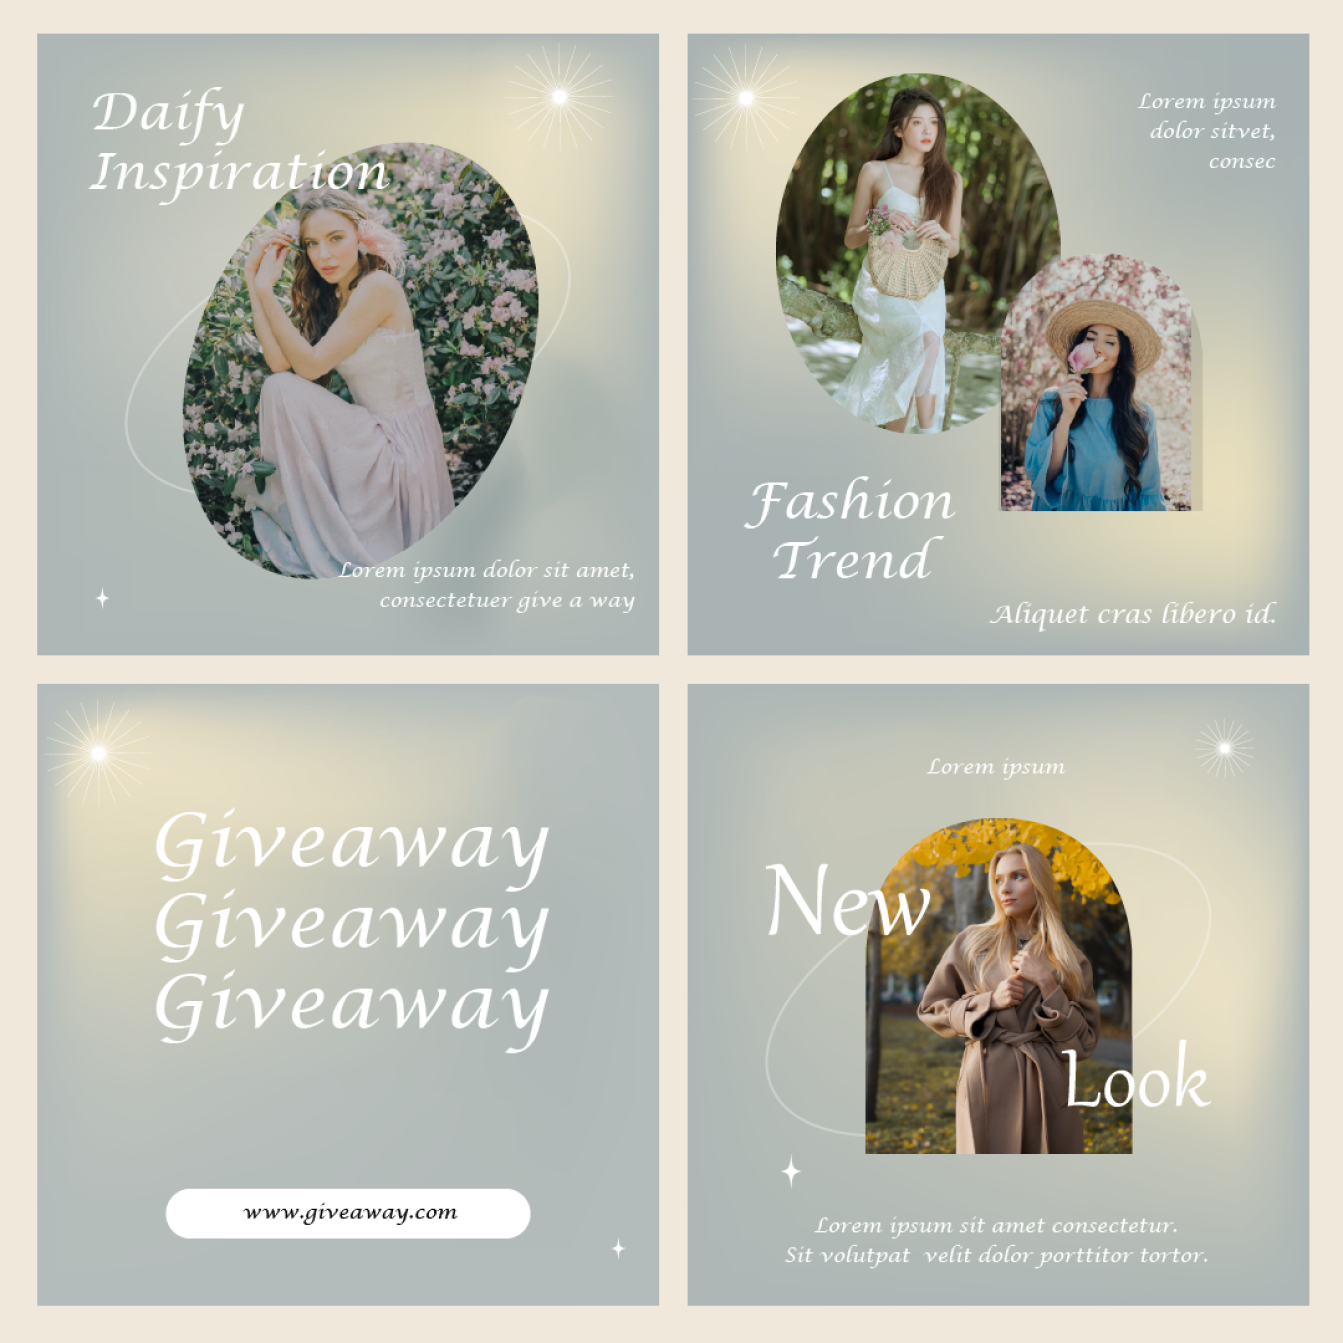 Daify
Inspiration
Lorem ipsum dolor sit amet,
consectetuer give a way
Lorem ipsum
dolor sitvet,
consec
Fashion
Trend
Aliquet cras libero id.
Giveaway
Giveaway
Giveaway
www.giveaway.com
Lorem ipsum
New
Look
Lorem ipsum sit amet consectetur.
Sit volutpat velit dolor porttitor tortor.